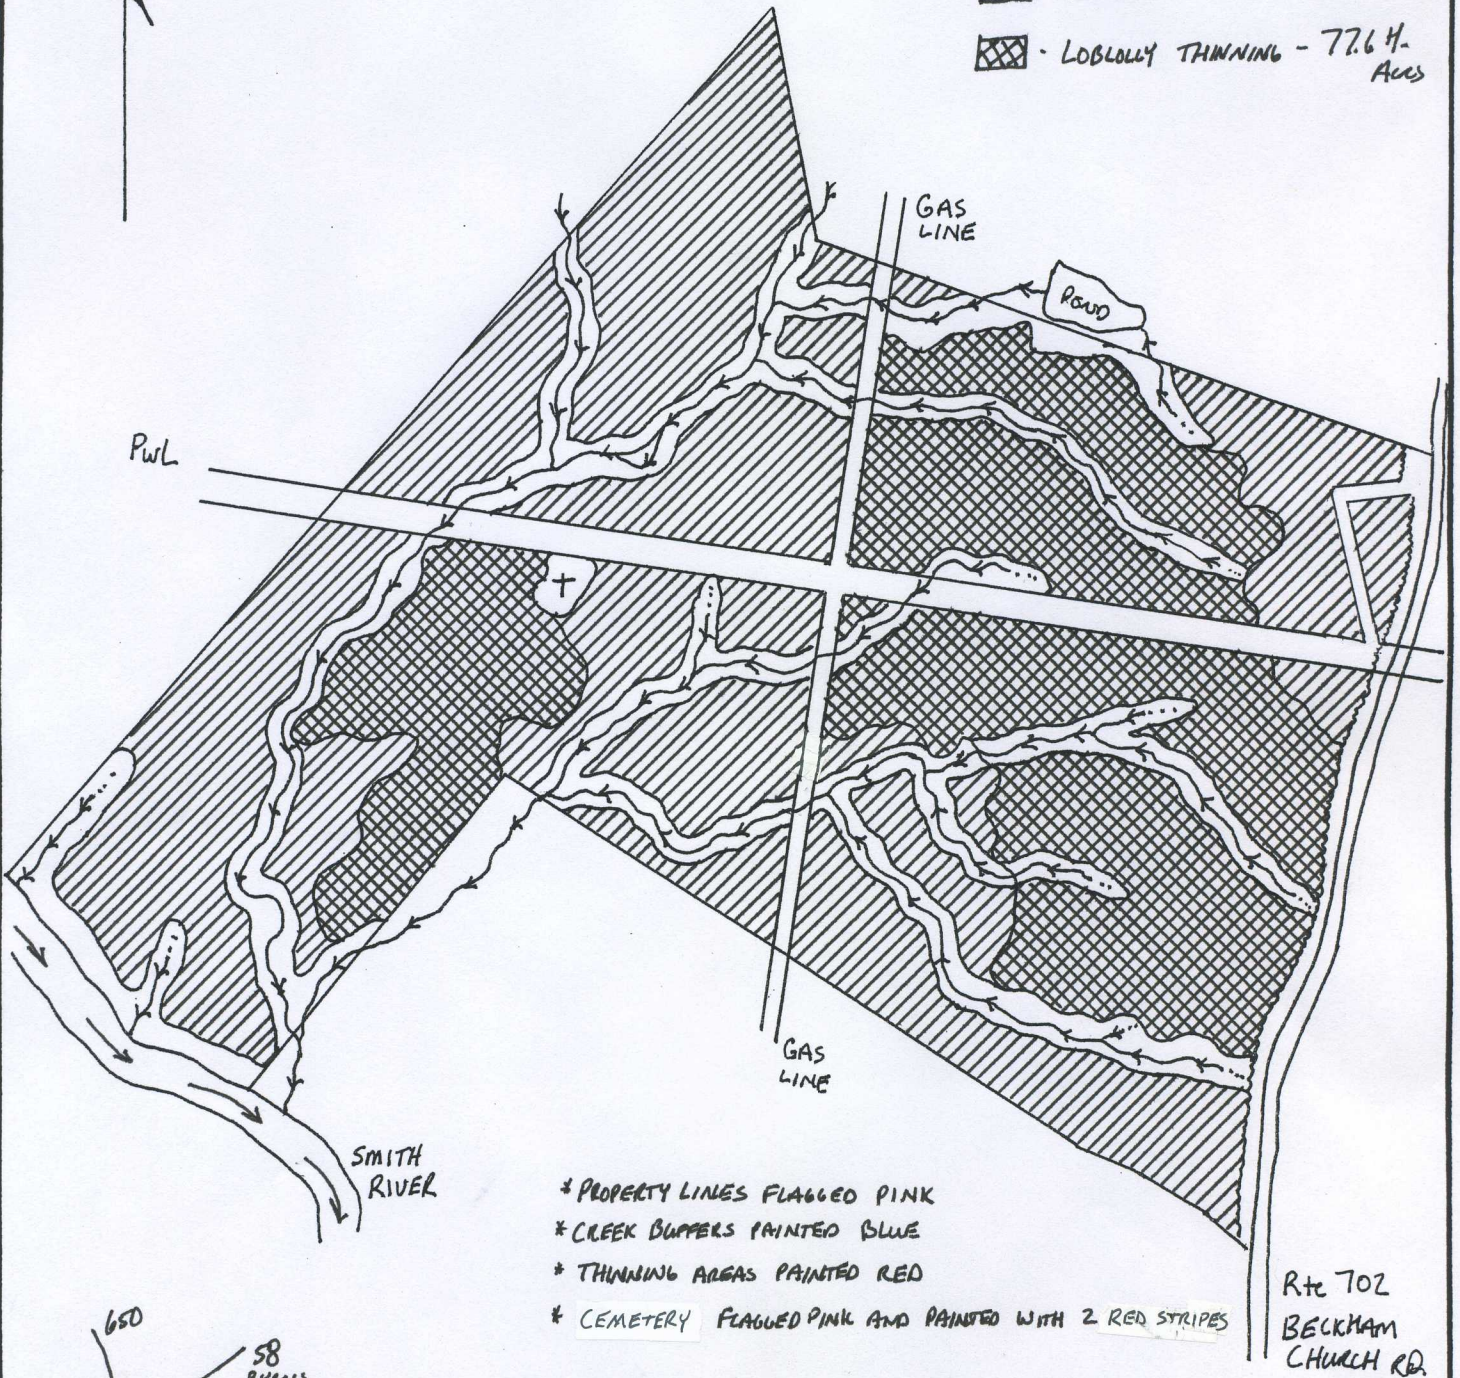 - LOBLOLLY THINNING - 77.6 +/-
Acres
GAS
LINE
POND
PWL
GAS
LINE
SMITH
RIVER
* PROPERTY LINES FLAGGED PINK
* CREEK BUFFERS PAINTED BLUE
* THINNING AREAS PAINTED RED
* CEMETERY FLAGGED PINK AND PAINTED WITH 2 RED STRIPES
Rte 702
BECKHAM
CHURCH RD.
650
58